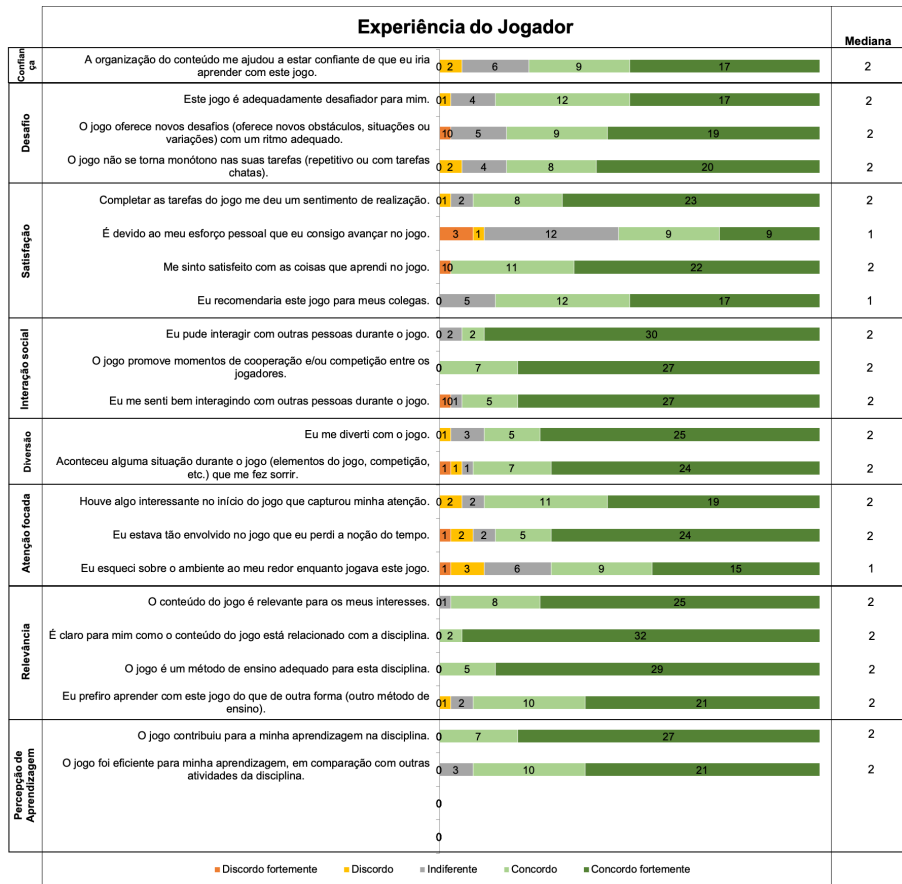 Experiência do Jogador
Mediana
Confian
ça
A organização do conteúdo me ajudou a estar confiante de que eu iria
aprender com este jogo.
0 2 6 9 17
2
Desafio
Este jogo é adequadamente desafiador para mim.
0 1 4 12 17
2
O jogo oferece novos desafios (oferece novos obstáculos, situações ou
variações) com um ritmo adequado.
1 0 5 9 19
2
O jogo não se torna monótono nas suas tarefas (repetitivo ou com tarefas
chatas).
0 2 4 8 20
2
Satisfação
Completar as tarefas do jogo me deu um sentimento de realização.
0 1 2 8 23
2
É devido ao meu esforço pessoal que eu consigo avançar no jogo.
3 1 12 9 9
1
Me sinto satisfeito com as coisas que aprendi no jogo.
1 0 11 22
2
Eu recomendaria este jogo para meus colegas.
0 5 12 17
1
Interação social
Eu pude interagir com outras pessoas durante o jogo.
0 2 2 30
2
O jogo promove momentos de cooperação e/ou competição entre os
jogadores.
0 7 27
2
Eu me senti bem interagindo com outras pessoas durante o jogo.
1 0 1 5 27
2
Diversão
Eu me diverti com o jogo.
0 1 3 5 25
2
Aconteceu alguma situação durante o jogo (elementos do jogo, competição,
etc.) que me fez sorrir.
1 1 1 7 24
2
Atenção focada
Houve algo interessante no início do jogo que capturou minha atenção.
0 2 2 11 19
2
Eu estava tão envolvido no jogo que eu perdi a noção do tempo.
1 2 2 5 24
2
Eu esqueci sobre o ambiente ao meu redor enquanto jogava este jogo.
1 3 6 9 15
1
Relevância
O conteúdo do jogo é relevante para os meus interesses.
0 1 8 25
2
É claro para mim como o conteúdo do jogo está relacionado com a disciplina.
0 2 32
2
O jogo é um método de ensino adequado para esta disciplina.
0 5 29
2
Eu prefiro aprender com este jogo do que de outra forma (outro método de
ensino).
0 1 2 10 21
2
Percepção de
Aprendizagem
O jogo contribuiu para a minha aprendizagem na disciplina.
0 7 27
2
O jogo foi eficiente para minha aprendizagem, em comparação com outras
atividades da disciplina.
0 3 10 21
2
0
0
Discordo fortemente Discordo Indiferente Concordo Concordo fortemente